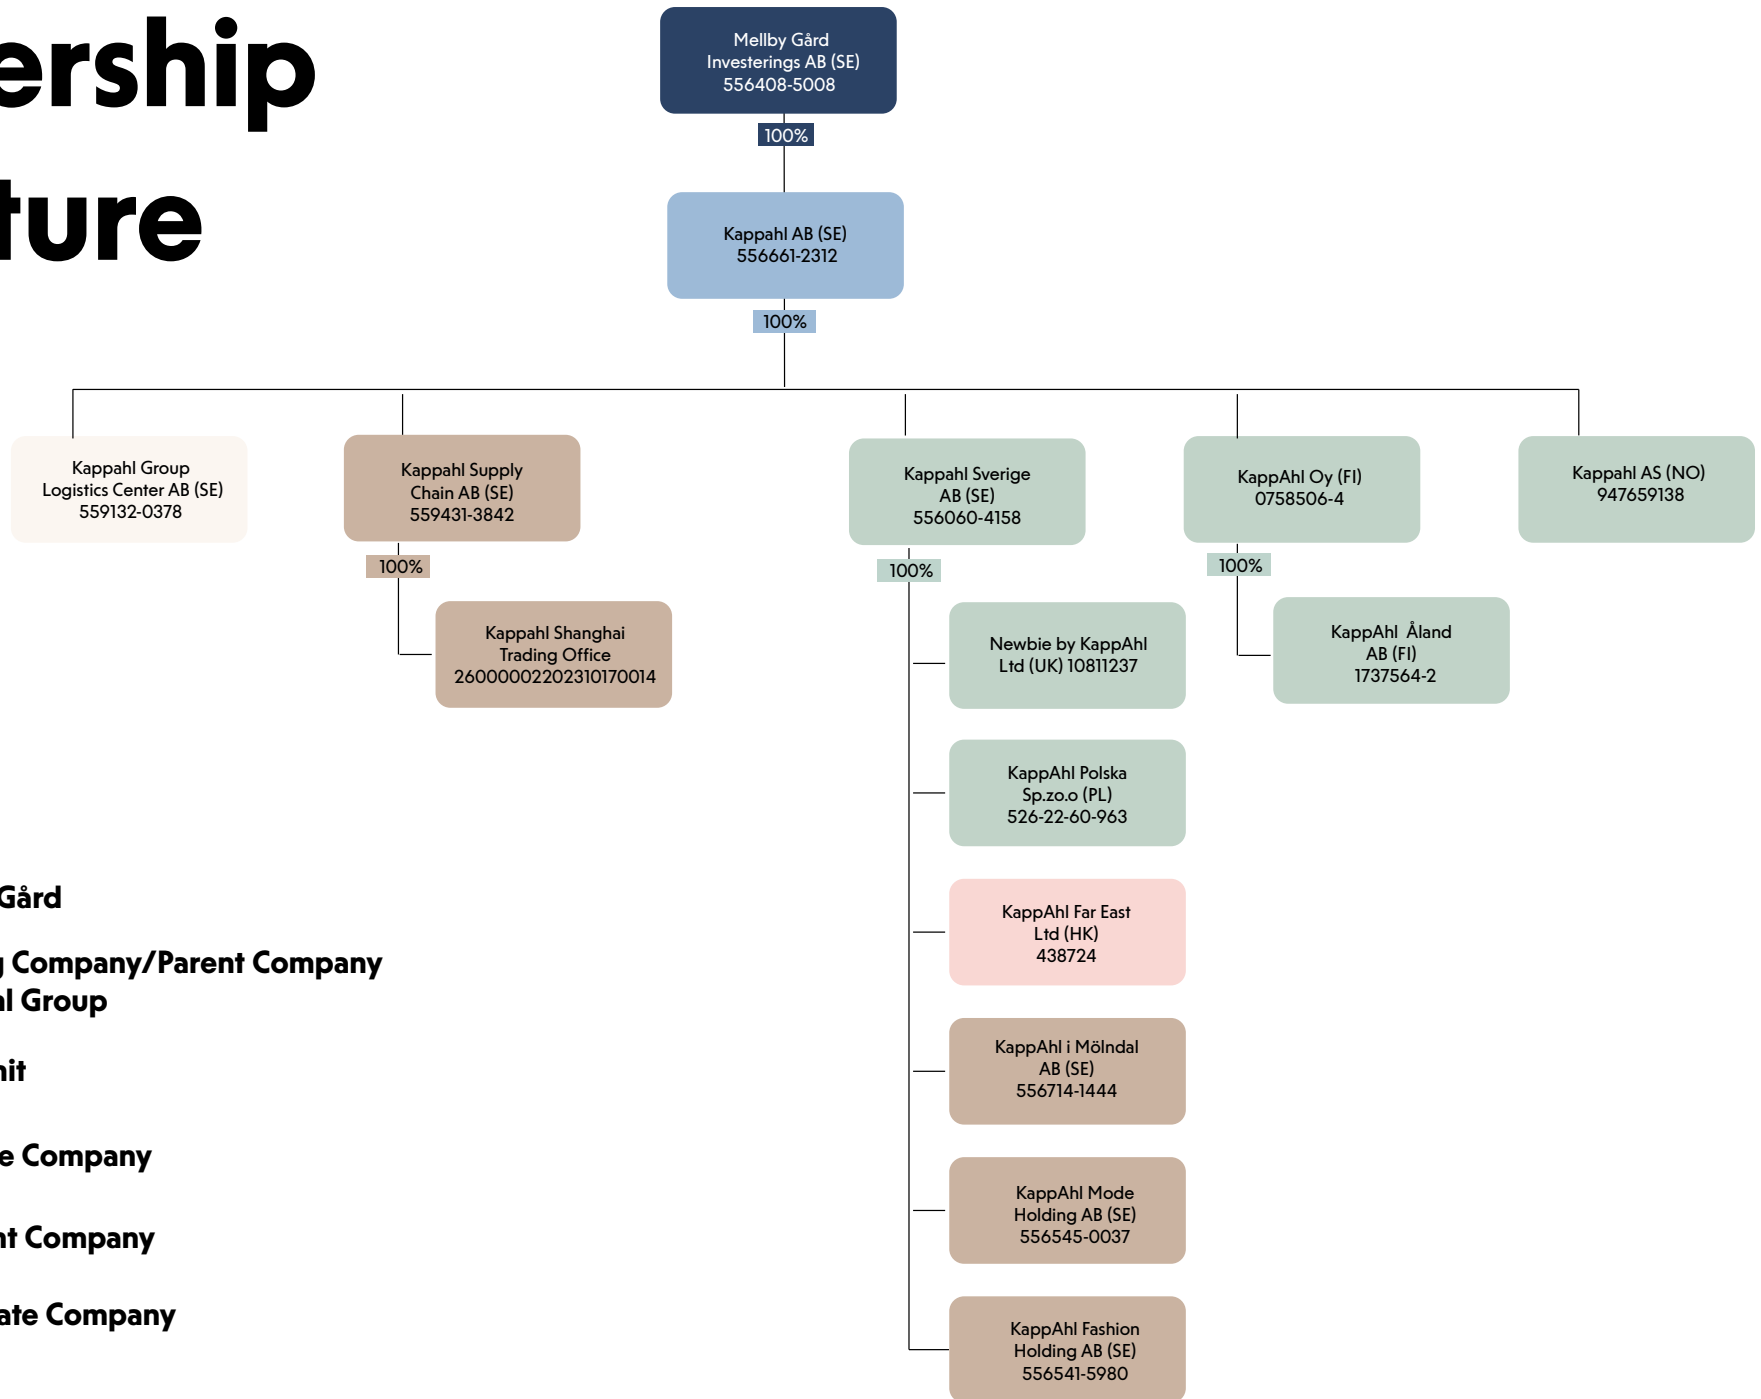 ership
ture
Mellby Gård
Investerings AB (SE)
556408-5008
100%
Kappahl AB (SE)
556661-2312
100%
Kappahl Group
Logistics Center AB (SE)
559132-0378
Kappahl Supply
Chain AB (SE)
559431-3842
Kappahl Sverige
AB (SE)
556060-4158
KappAhl Oy (FI)
0758506-4
Kappahl AS (NO)
947659138
100%
100%
100%
Kappahl Shanghai
Trading Office
26000002202310170014
Newbie by KappAhl
Ltd (UK) 10811237
KappAhl Åland
AB (FI)
1737564-2
KappAhl Polska
Sp.zo.o (PL)
526-22-60-963
KappAhl Far East
Ltd (HK)
438724
KappAhl i Mölndal
AB (SE)
556714-1444
KappAhl Mode
Holding AB (SE)
556545-0037
KappAhl Fashion
Holding AB (SE)
556541-5980
Gård
g Company/Parent Company
al Group
nit
e Company
nt Company
ate Company